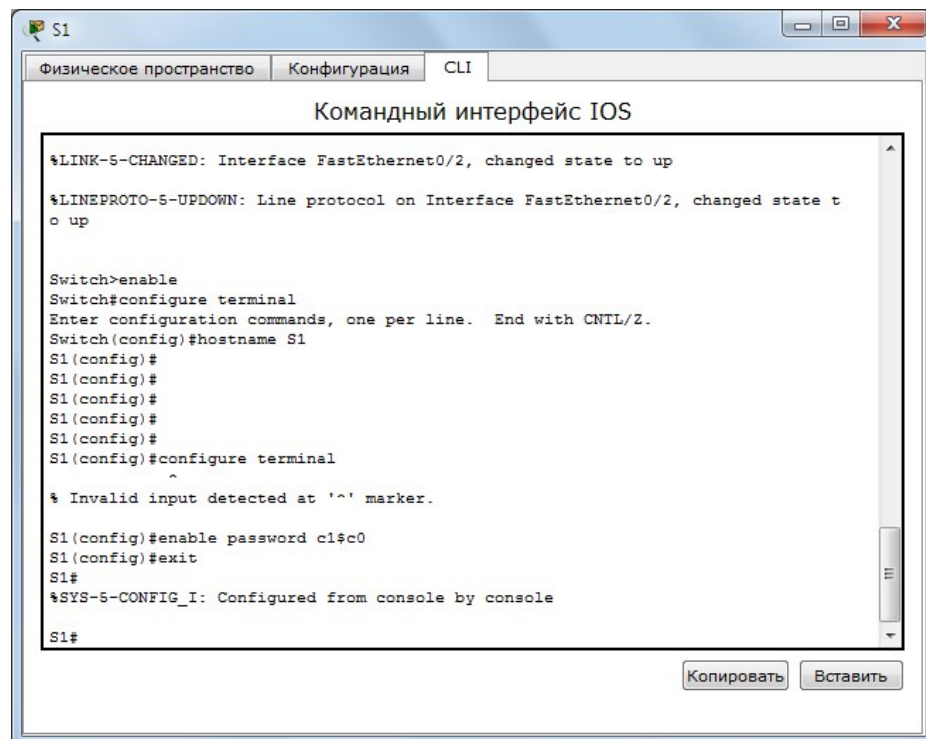 S1
Физическое пространство Конфигурация CLI
Командный интерфейс IOS
%LINK-5-CHANGED: Interface FastEthernet0/2, changed state to up
%LINEPROTO-5-UPDOWN: Line protocol on Interface FastEthernet0/2, changed state t
o up
Switch>enable
Switch#configure terminal
Enter configuration commands, one per line.  End with CNTL/Z.
Switch(config)#hostname S1
S1(config)#
S1(config)#
S1(config)#
S1(config)#
S1(config)#
S1(config)#configure terminal
^
% Invalid input detected at '^' marker.
S1(config)#enable password c1$c0
S1(config)#exit
S1#
%SYS-5-CONFIG_I: Configured from console by console
S1#
Копировать Вставить